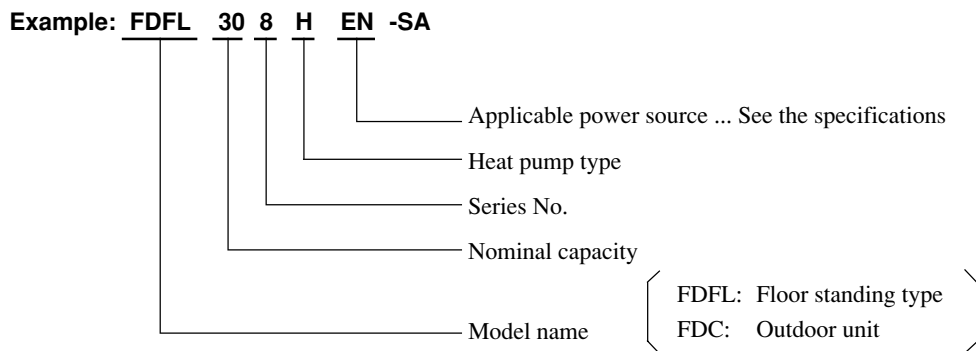 Example: FDFL 30 8 H EN -SA
Applicable power source ... See the specifications
Heat pump type
Series No.
Nominal capacity
FDFL: Floor standing type
Model name
FDC: Outdoor unit